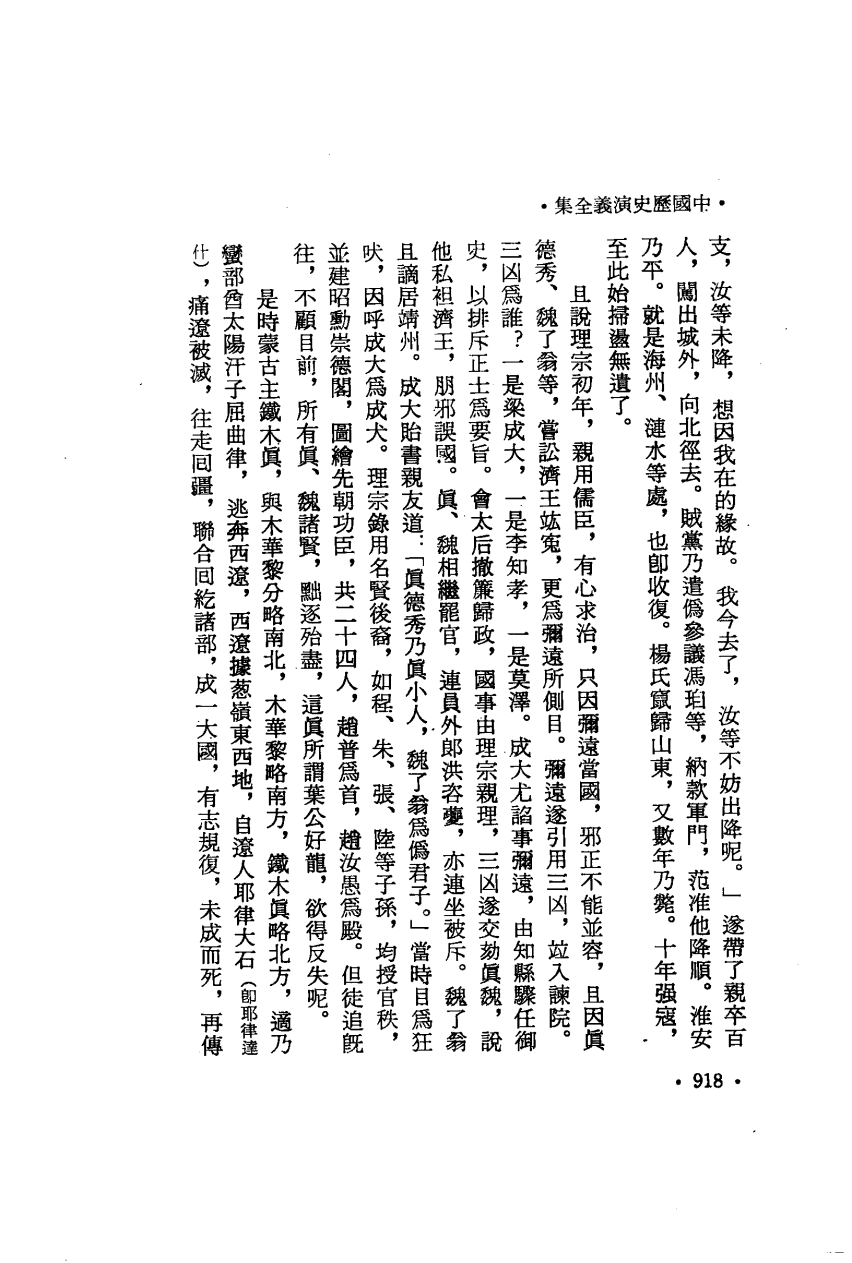 •中國歷史演義全集•
支，汝等未降，想因我在的緣故。我今去了，汝等不妨出降呢。」遂帶了親卒百
人，闖出城外，向北徑去。賊黨乃遣僞參議馮珀等，納款軍門，范准他降順。淮安
乃平。就是海州、漣水等處，也卽收復。楊氏竄歸山東，又數年乃斃。十年强寇，
至此始掃盪無遺了。
且說理宗初年，親用儒臣，有心求治，只因彌遠當國，邪正不能並容，且因眞
德秀、魏了翁等，嘗訟濟王竑寃，更爲彌遠所側目。彌遠遂引用三凶，竝入諫院。
三凶爲誰？一是梁成大，一是李知孝，一是莫澤。成大尤諂事彌遠，由知縣驟任御
史，以排斥正士爲要旨。會太后撤簾歸政，國事由理宗親理，三凶遂交劾眞魏，說
他私袒濟王，朋邪誤國。眞、魏相繼罷官，連員外郎洪咨夔，亦連坐被斥。魏了翁
且謫居靖州。成大貽書親友道：「眞德秀乃眞小人，魏了翁爲僞君子。」當時目爲狂
吠，因呼成大爲成犬。理宗錄用名賢後裔，如程、朱、張、陸等子孫，均授官秩，
並建昭勳崇德閣，圖繪先朝功臣，共二十四人，趙普爲首，趙汝愚爲殿。但徒追旣
往，不顧目前，所有眞、魏諸賢，黜逐殆盡，這眞所謂葉公好龍，欲得反失呢。
是時蒙古主鐵木眞，與木華黎分略南北，木華黎略南方，鐵木眞略北方，適乃
蠻部酋太陽汗子屈曲律，逃奔西遼，西遼據葱嶺東西地，自遼人耶律大石（卽耶律達
什），痛遼被滅，往走回疆，聯合回紇諸部，成一大國，有志規復，未成而死，再傳
•918•